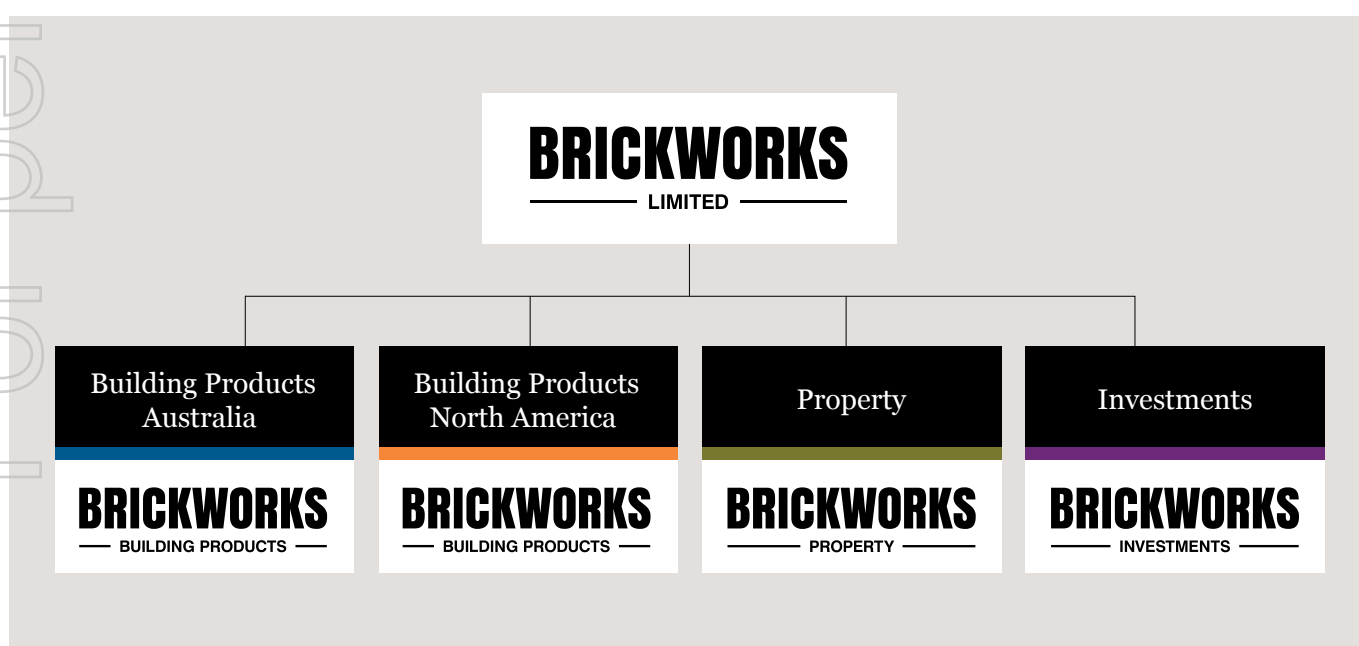 BRICKWORKS
LIMITED
Building Products
Australia
BRICKWORKS
BUILDING PRODUCTS
Building Products
North America
BRICKWORKS
BUILDING PRODUCTS
Property
BRICKWORKS
PROPERTY
Investments
BRICKWORKS
INVESTMENTS